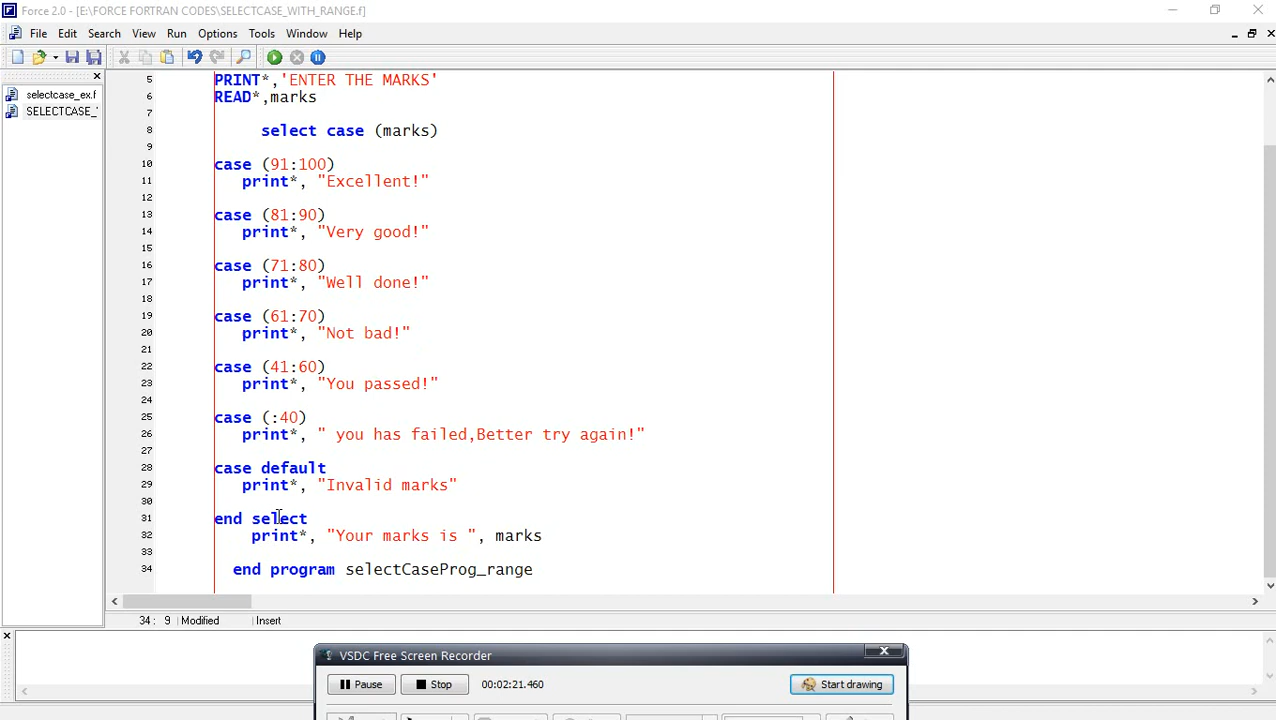 Force 2.0 - [E:\FORCE FORTRAN CODES\SELECTCASE_WITH_RANGE.f]
File Edit Search View Run Options Tools Window Help
selectcase_ex.f
SELECTCASE_'
5 PRINT*,'ENTER THE MARKS'
6 READ*,marks
7
8 select case (marks)
9
10 case (91:100)
11 print*, "Excellent!"
12
13 case (81:90)
14 print*, "Very good!"
15
16 case (71:80)
17 print*, "Well done!"
18
19 case (61:70)
20 print*, "Not bad!"
21
22 case (41:60)
23 print*, "You passed!"
24
25 case (:40)
26 print*, " you has failed,Better try again!"
27
28 case default
29 print*, "Invalid marks"
30
31 end select
32 print*, "Your marks is ", marks
33
34 end program selectCaseProg_range
34: 9 Modified Insert
VSDC Free Screen Recorder
Pause Stop 00:02:21.460 Start drawing